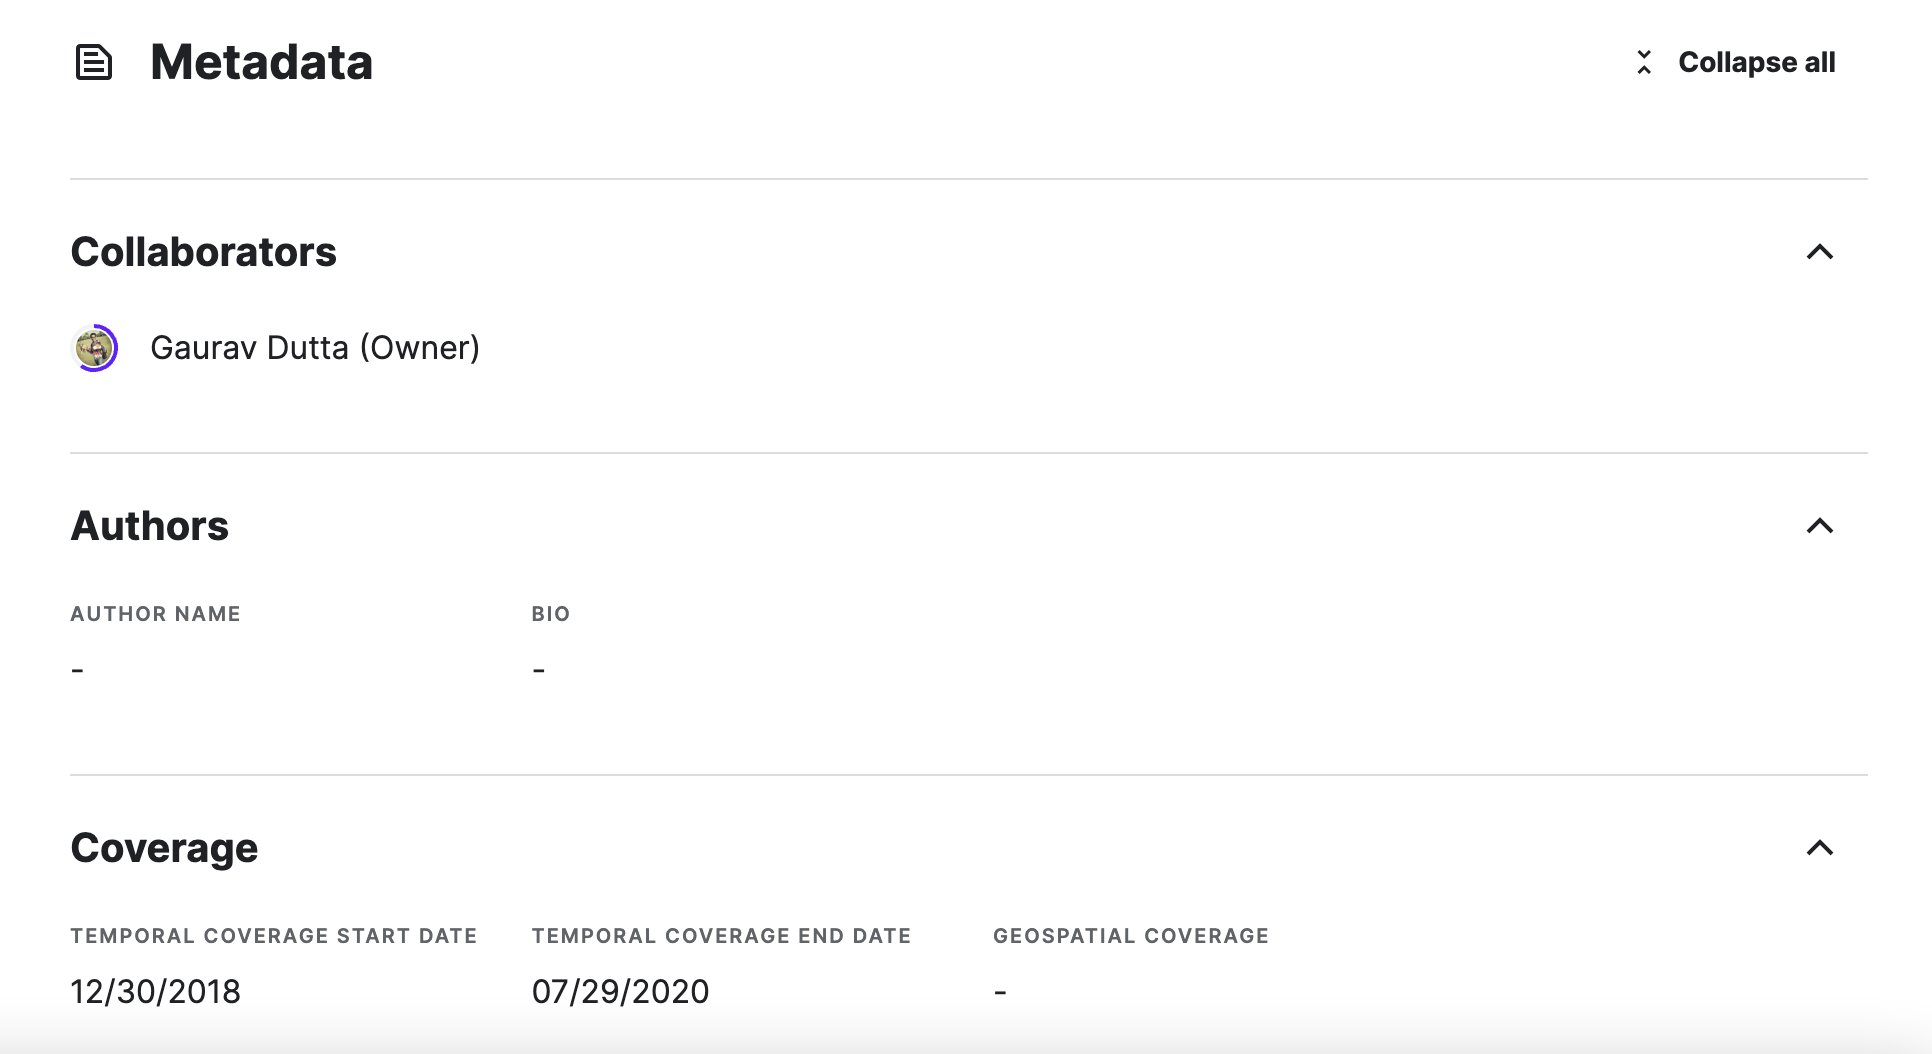 Metadata
Collapse all
Collaborators
Gaurav Dutta (Owner)
Authors
AUTHOR NAME BIO
- -
Coverage
TEMPORAL COVERAGE START DATE TEMPORAL COVERAGE END DATE GEOSPATIAL COVERAGE
12/30/2018 07/29/2020 -